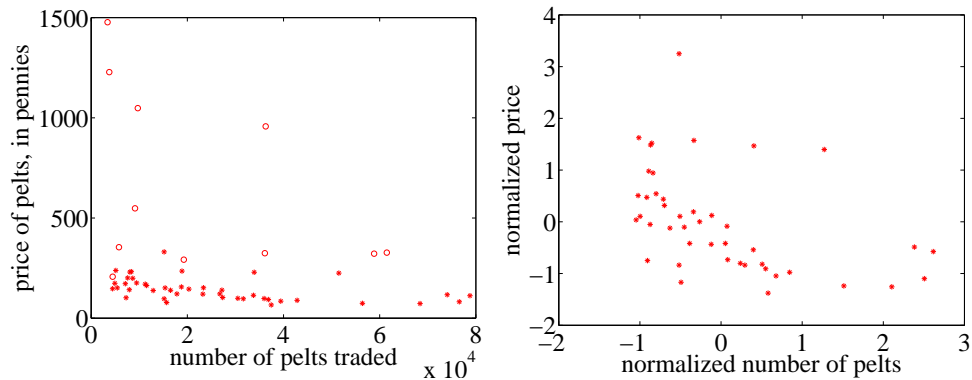 price of pelts, in pennies
1500
1000
500
0
0 2 4 6 8
x 10^4
number of pelts traded
normalized price
4
3
2
1
0
−1
−2
−2 −1 0 1 2 3
normalized number of pelts